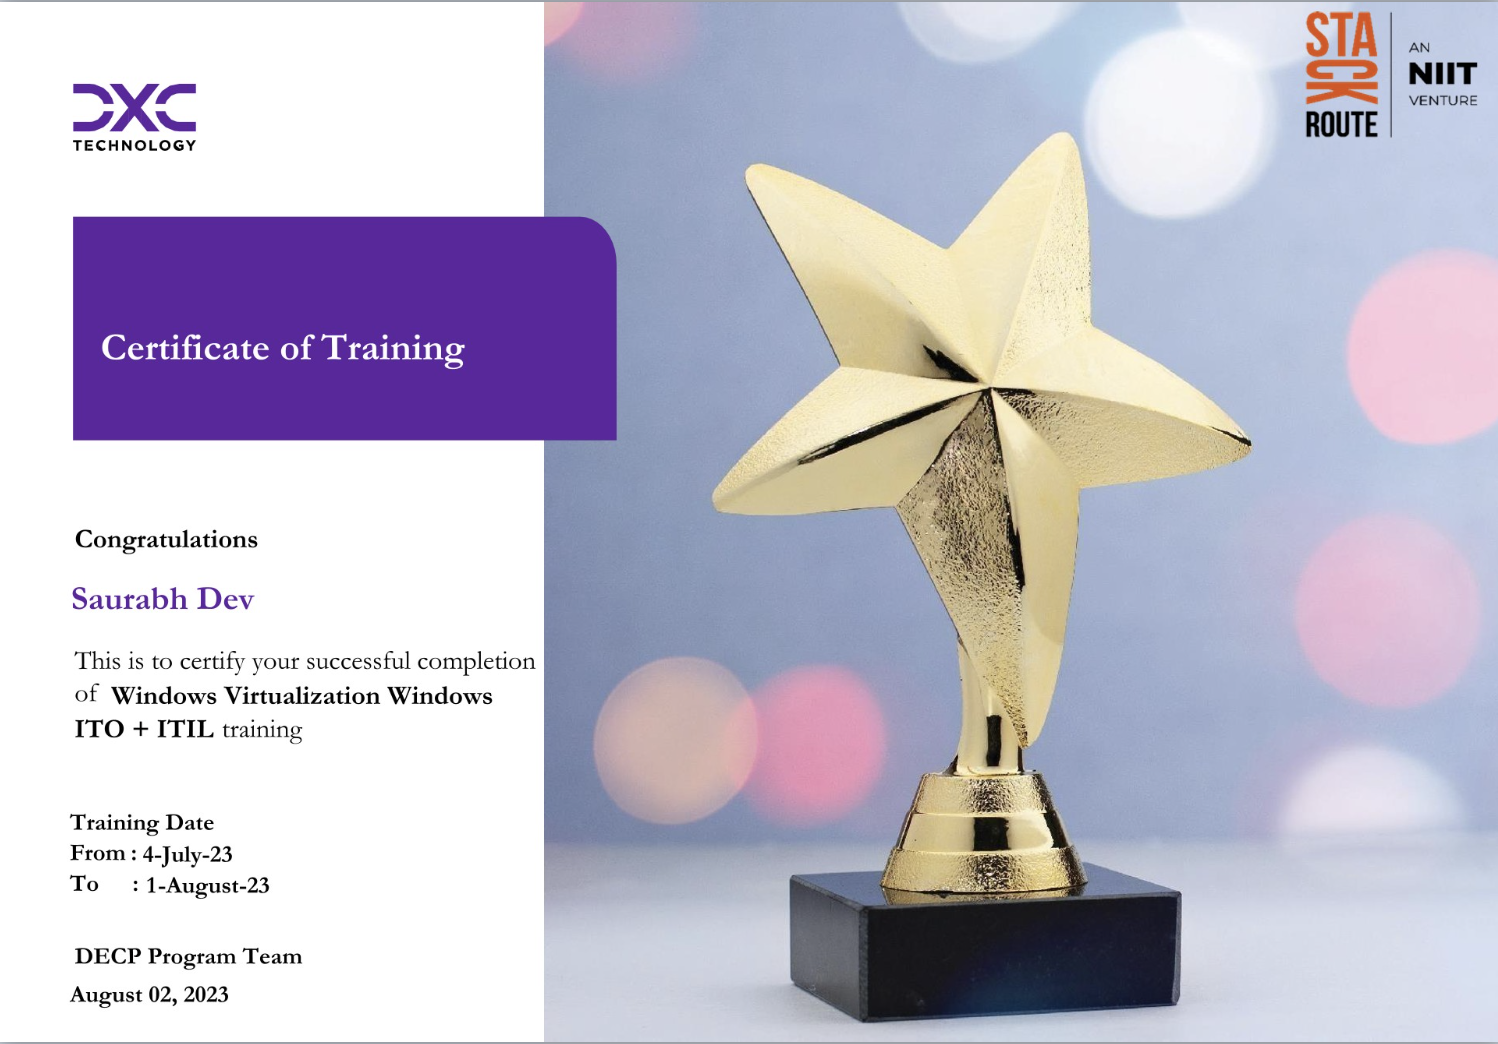 DXC
TECHNOLOGY
STA
CK
ROUTE
AN
NIIT
VENTURE
Certificate of Training
Congratulations
Saurabh Dev
This is to certify your successful completion
of Windows Virtualization Windows
ITO + ITIL training
Training Date
From : 4-July-23
To : 1-August-23
DECP Program Team
August 02, 2023